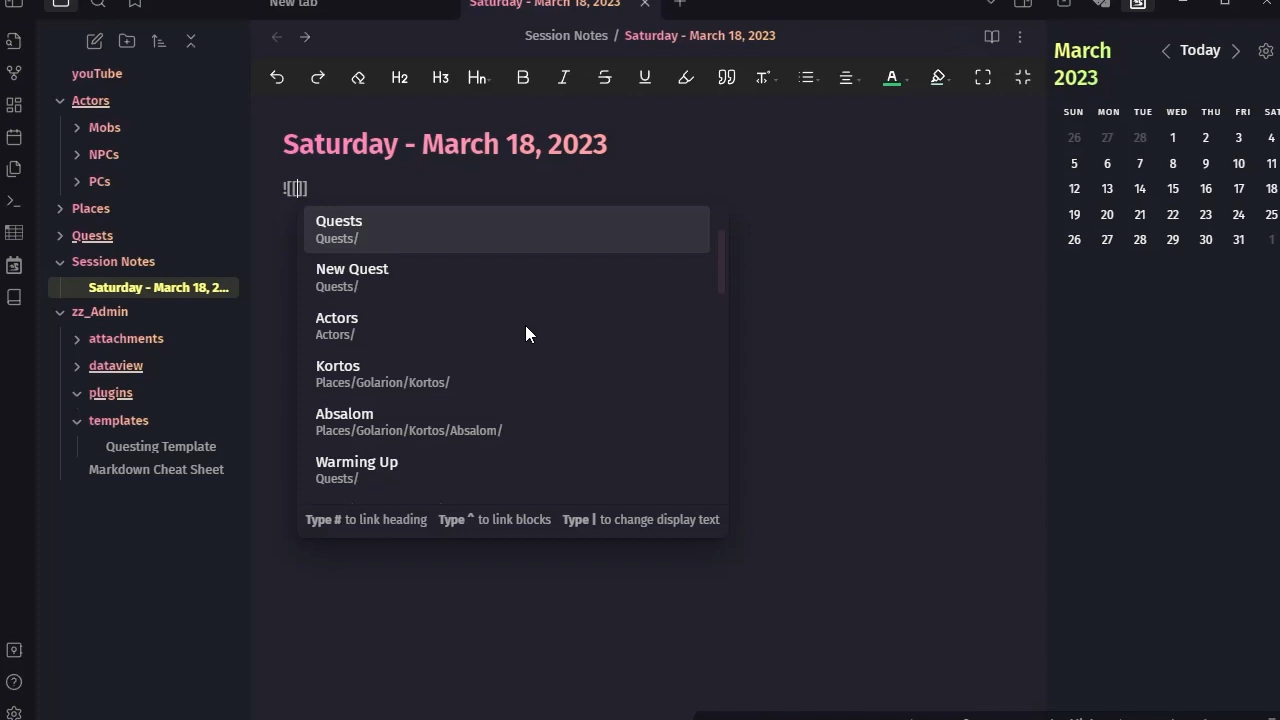 New tab
Saturday - March 18, 2023
Session Notes / Saturday - March 18, 2023
H2 H3 Hn B I S U A
youTube
Actors
Mobs
NPCs
PCs
Places
Quests
Session Notes
Saturday - March 18, 2...
zz_Admin
attachments
dataview
plugins
templates
Questing Template
Markdown Cheat Sheet
Saturday - March 18, 2023
![[]]
Quests
Quests/
New Quest
Quests/
Actors
Actors/
Kortos
Places/Golarion/Kortos/
Absalom
Places/Golarion/Kortos/Absalom/
Warming Up
Quests/
Type # to link heading Type ^ to link blocks Type | to change display text
March
2023
Today
SUN MON TUE WED THU FRI SAT
26 27 28 1 2 3 4
5 6 7 8 9 10 11
12 13 14 15 16 17 18
19 20 21 22 23 24 25
26 27 28 29 30 31 1